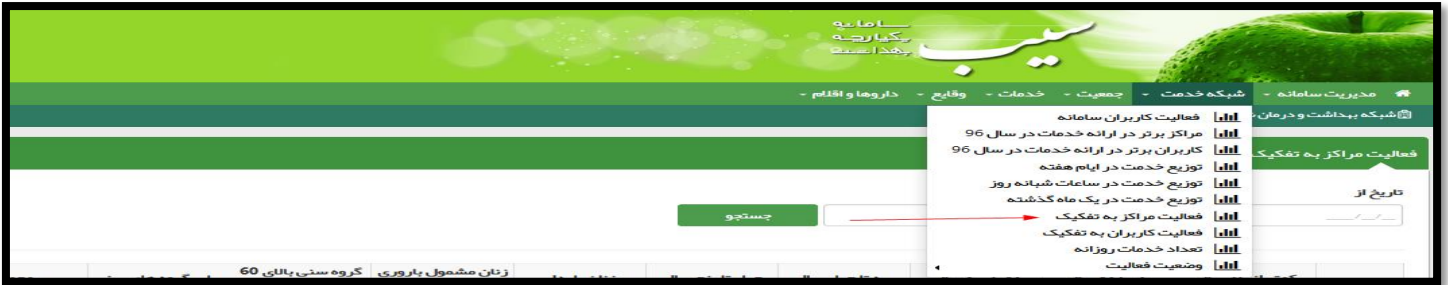 سامانه
یکپارچه
بهداشت
سیب
مدیریت سامانه - شبکه خدمت - جمعیت - خدمات - وقایع - داروها و اقلام -
شبکه بهداشت و درمان
فعالیت کاربران سامانه
مراکز برتر در ارائه خدمات در سال 96
کاربران برتر در ارائه خدمات در سال 96
توزیع خدمت در ایام هفته
توزیع خدمت در ساعات شبانه روز
توزیع خدمت در یک ماه گذشته
فعالیت مراکز به تفکیک
فعالیت کاربران به تفکیک
تعداد خدمات روزانه
وضعیت فعالیت
فعالیت مراکز به تفکیک
تاریخ از
__/__/__
جستجو
زنان مشمول باروری
گروه سنی بالای 60